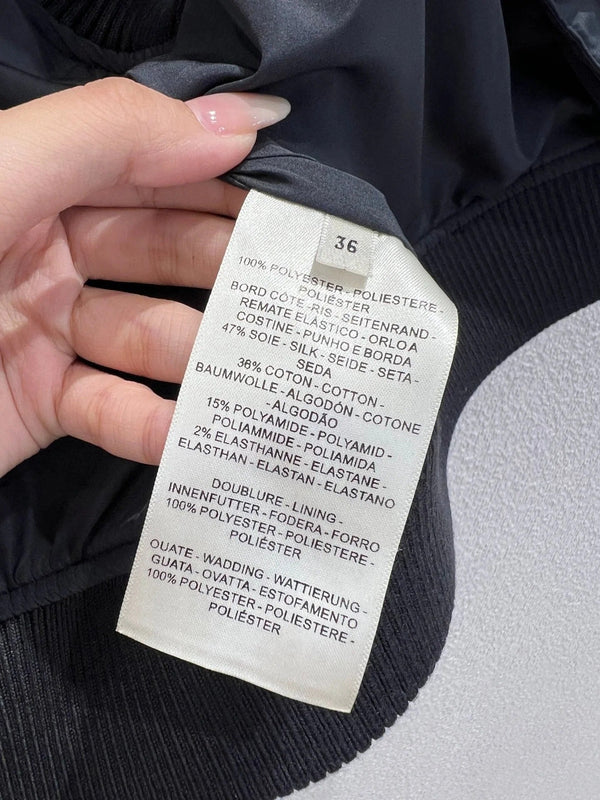 36
100% POLYESTER - POLIESTERE -
POLIÉSTER
BORD CÔTE - RIS - SEITENRAND -
REMATE ELÁSTICO - ORLO A
COSTINE - PUNHO E BORDA
47% SOIE - SILK - SEIDE - SETA -
SEDA
36% COTON - COTTON -
BAUMWOLLE - ALGODÓN - COTONE
- ALGODÃO
15% POLYAMIDE - POLYAMID -
POLIAMMIDE - POLIAMIDA
2% ELASTHANNE - ELASTANE -
ELASTHAN - ELASTAN - ELASTANO
DOUBLURE - LINING -
INNENFUTTER - FODERA - FORRO
100% POLYESTER - POLIESTERE -
POLIÉSTER
OUATE - WADDING - WATTIERUNG -
GUATA - OVATTA - ESTOFAMENTO
100% POLYESTER - POLIESTERE -
POLIÉSTER